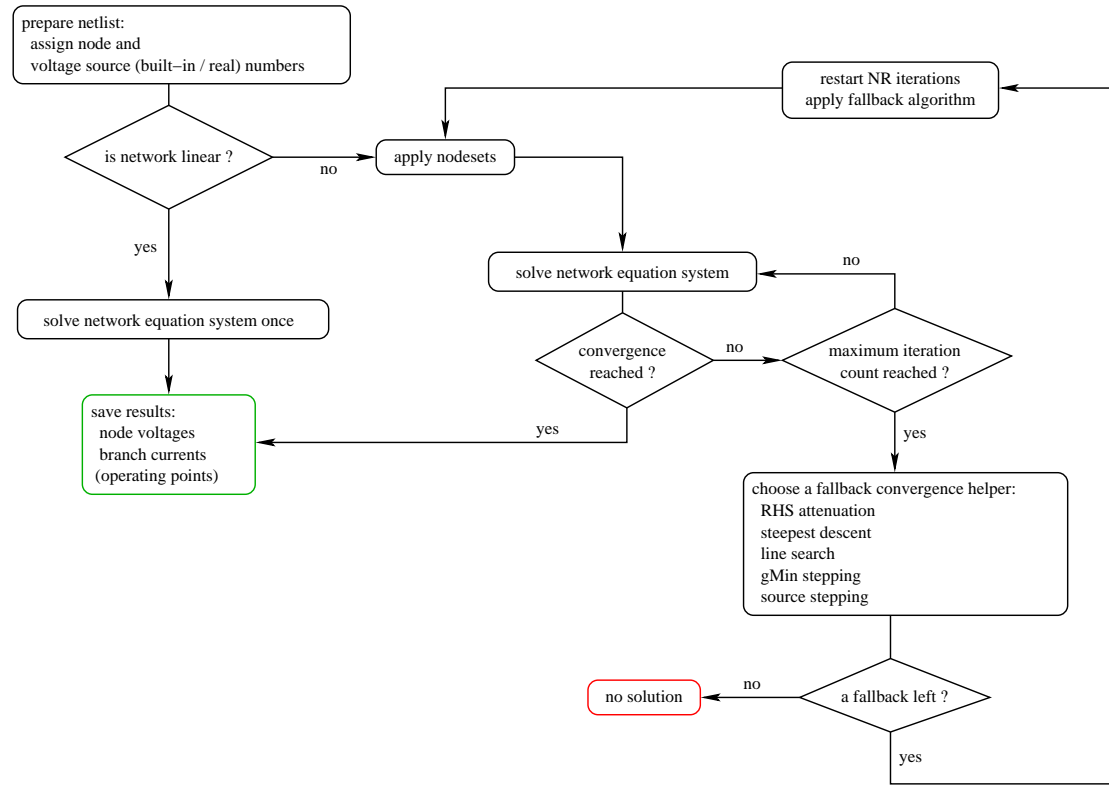 prepare netlist:
assign node and
voltage source (built−in / real) numbers
restart NR iterations
apply fallback algorithm
is network linear ?
no
apply nodesets
yes
solve network equation system
no
solve network equation system once
convergence
reached ?
no
maximum iteration
count reached ?
save results:
node voltages
branch currents
(operating points)
yes
yes
choose a fallback convergence helper:
RHS attenuation
steepest descent
line search
gMin stepping
source stepping
no solution
no
a fallback left ?
yes